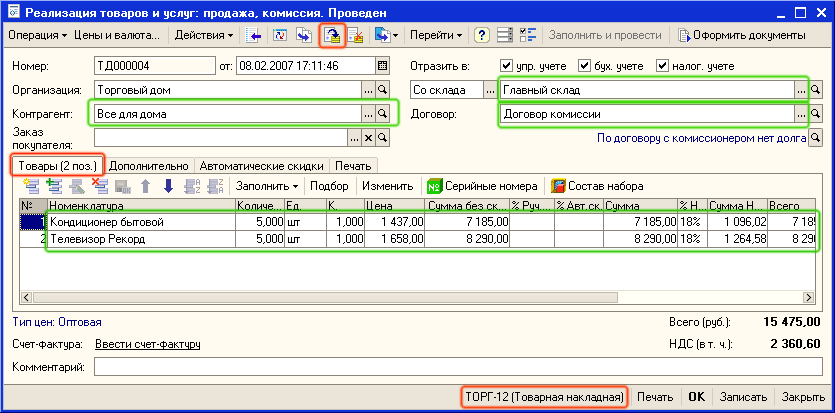 Реализация товаров и услуг: продажа, комиссия. Проведен
Операция Цены и валюта... Действия Перейти ? Заполнить и провести Оформить документы
Номер: ТД000004 от: 08.02.2007 17:11:46 Отразить в: упр. учете бух. учете налог. учете
Организация: Торговый дом ... Со склада ... Главный склад ...
Контрагент: Все для дома ... Договор: Договор комиссии ...
Заказ
покупателя: ... x По договору с комиссионером нет долга
Товары (2 поз.) Дополнительно Автоматические скидки Печать
Заполнить Подбор Изменить № Серийные номера Состав набора
№ Номенклатура Количе... Ед. К. Цена Сумма без ск... % Руч.... % Авт.ск. Сумма % Н... Сумма Н... Всего
1 Кондиционер бытовой 5,000 шт 1,000 1 437,00 7 185,00 7 185,00 18% 1 096,02 7 185
2 Телевизор Рекорд 5,000 шт 1,000 1 658,00 8 290,00 8 290,00 18% 1 264,58 8 290
Тип цен: Оптовая Всего (руб.): 15 475,00
Счет-фактура: Ввести счет-фактуру НДС (в т. ч.): 2 360,60
Комментарий:
ТОРГ-12 (Товарная накладная) Печать OK Записать Закрыть